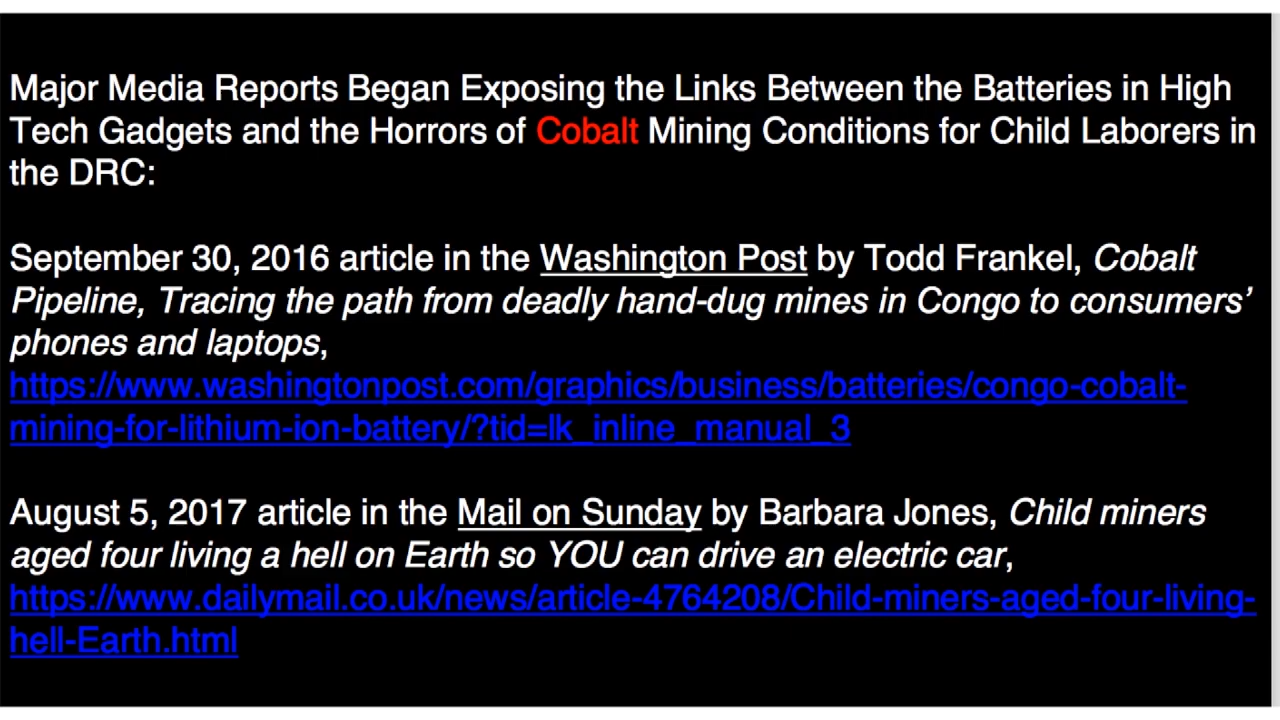 Major Media Reports Began Exposing the Links Between the Batteries in High
Tech Gadgets and the Horrors of Cobalt Mining Conditions for Child Laborers in
the DRC:
September 30, 2016 article in the Washington Post by Todd Frankel, Cobalt
Pipeline, Tracing the path from deadly hand-dug mines in Congo to consumers’
phones and laptops,
https://www.washingtonpost.com/graphics/business/batteries/congo-cobalt-
mining-for-lithium-ion-battery/?tid=lk_inline_manual_3
August 5, 2017 article in the Mail on Sunday by Barbara Jones, Child miners
aged four living a hell on Earth so YOU can drive an electric car,
https://www.dailymail.co.uk/news/article-4764208/Child-miners-aged-four-living-
hell-Earth.html